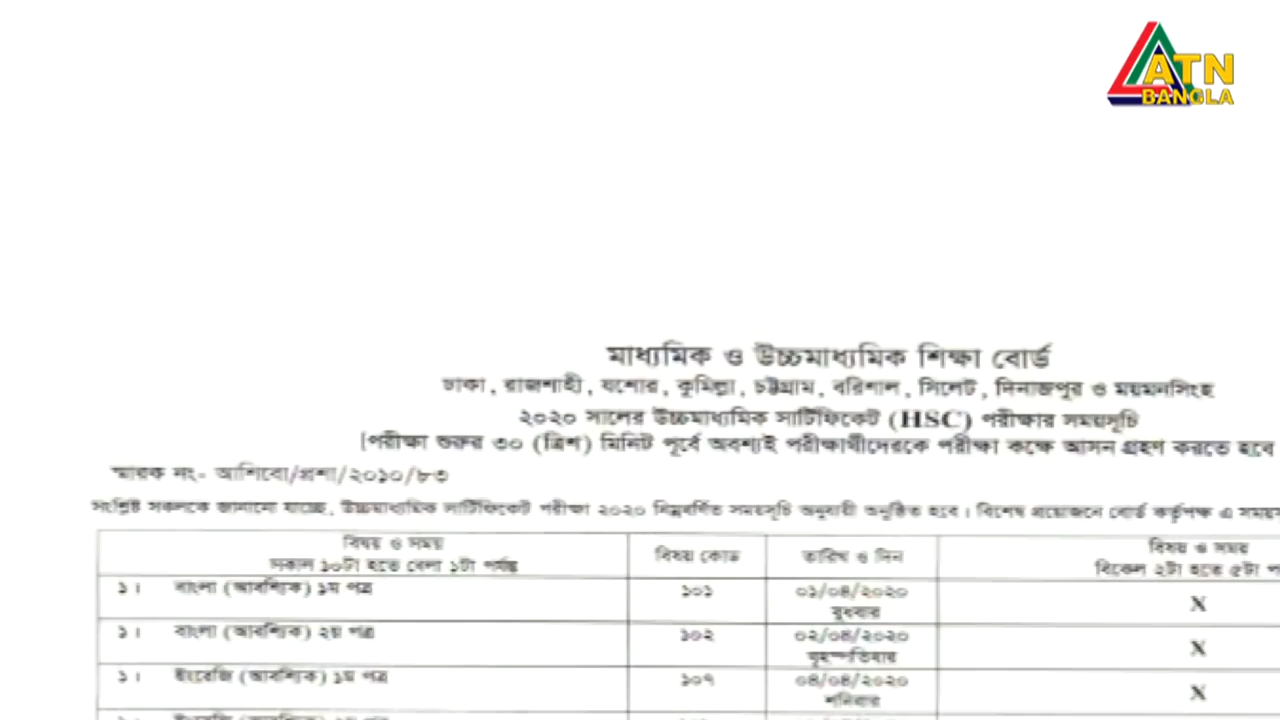 ATN
BANGLA
মাধ্যমিক ও উচ্চমাধ্যমিক শিক্ষা বোর্ড
ঢাকা, রাজশাহী, যশোর, কুমিল্লা, চট্টগ্রাম, বরিশাল, সিলেট, দিনাজপুর ও ময়মনসিংহ
২০২০ সালের উচ্চমাধ্যমিক সার্টিফিকেট (HSC) পরীক্ষার সময়সূচি
[পরীক্ষা শুরুর ৩০ (ত্রিশ) মিনিট পূর্বে অবশ্যই পরীক্ষার্থীদেরকে পরীক্ষা কক্ষে আসন গ্রহণ করতে হবে
স্মারক নং- আশিবো/প্রশা/২০১০/৮৩
সংশ্লিষ্ট সকলকে জানানো যাচ্ছে, উচ্চমাধ্যমিক সার্টিফিকেট পরীক্ষা ২০২০ নিম্নবর্ণিত সময়সূচি অনুযায়ী অনুষ্ঠিত হবে। বিশেষ প্রয়োজনে বোর্ড কর্তৃপক্ষ এ
বিষয় ও সময় বিষয় কোড তারিখ ও দিন বিষয় ও সময়
সকাল ১০টা হতে বেলা ১টা পর্যন্ত বিকেল ২টা হতে ৫টা
১। বাংলা (আবশ্যিক) ১ম পত্র ১০১ ০১/০৪/২০২০ X
বুধবার
১। বাংলা (আবশ্যিক) ২য় পত্র ১০২ ০২/০৪/২০২০ X
বৃহস্পতিবার
১। ইংরেজি (আবশ্যিক) ১ম পত্র ১০৭ ০৪/০৪/২০২০ X
শনিবার